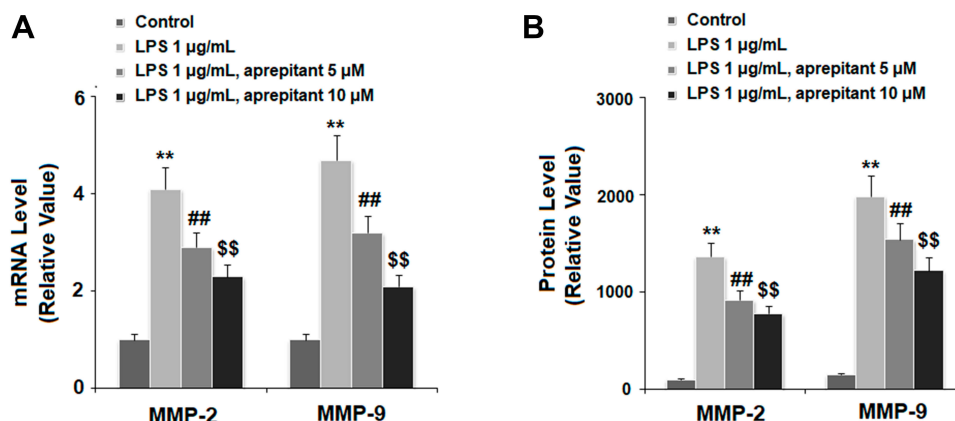 A
Control
LPS 1 µg/mL
LPS 1 µg/mL, aprepitant 5 µM
LPS 1 µg/mL, aprepitant 10 µM
mRNA Level
(Relative Value)
6
4
2
0
**
##
$$
**
##
$$
MMP-2
MMP-9
B
Control
LPS 1 µg/mL
LPS 1 µg/mL, aprepitant 5 µM
LPS 1 µg/mL, aprepitant 10 µM
Protein Level
(Relative Value)
3000
2000
1000
0
**
##
$$
**
##
$$
MMP-2
MMP-9